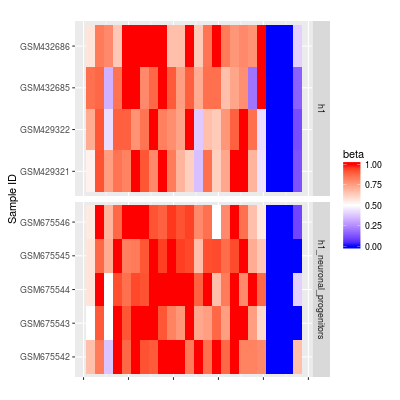 GSM432686
GSM432685
GSM429322
GSM429321
h1
GSM675546
GSM675545
GSM675544
GSM675543
GSM675542
h1_neuronal_progenitors
Sample ID
beta
1.00
0.75
0.50
0.25
0.00